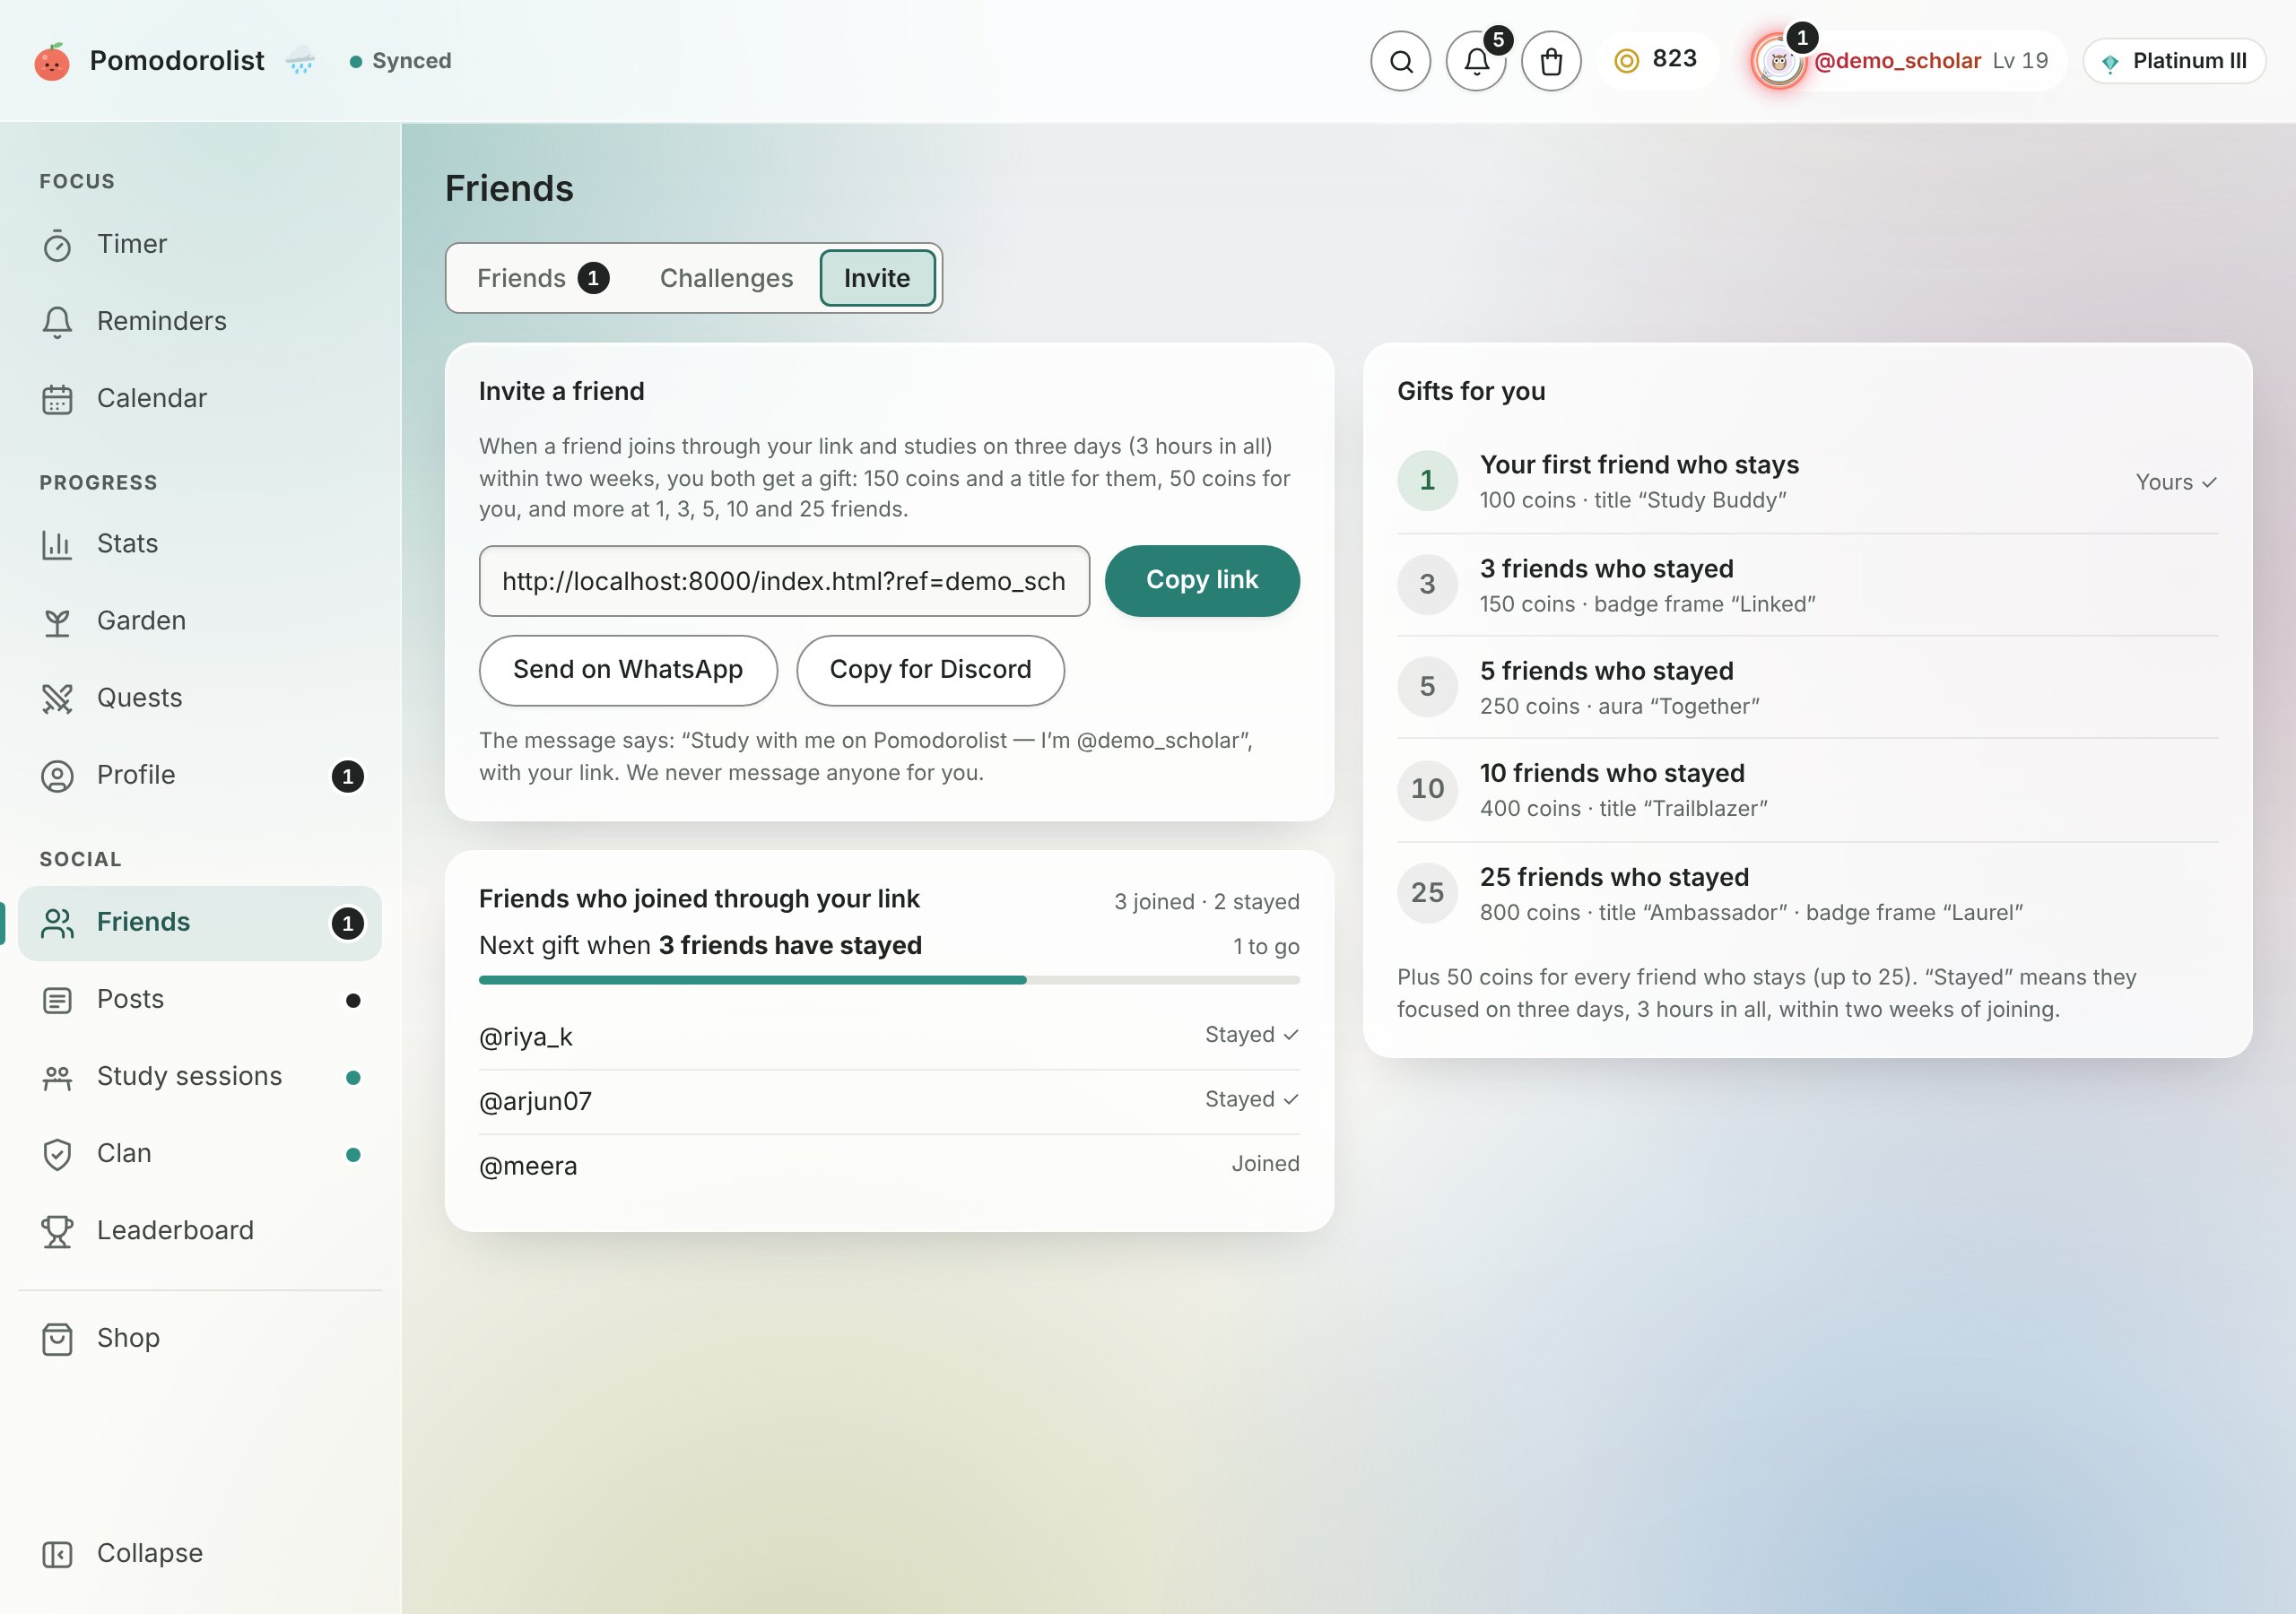 Pomodorolist
Synced
5
823
1
@demo_scholar Lv 19
Platinum III
FOCUS
Timer
Reminders
Calendar
PROGRESS
Stats
Garden
Quests
Profile 1
SOCIAL
Friends 1
Posts
Study sessions
Clan
Leaderboard
Shop
Collapse
Friends
Friends 1 Challenges Invite
Invite a friend
When a friend joins through your link and studies on three days (3 hours in all)
within two weeks, you both get a gift: 150 coins and a title for them, 50 coins for
you, and more at 1, 3, 5, 10 and 25 friends.
http://localhost:8000/index.html?ref=demo_sch
Copy link
Send on WhatsApp
Copy for Discord
The message says: “Study with me on Pomodorolist — I’m @demo_scholar”,
with your link. We never message anyone for you.
Friends who joined through your link
3 joined · 2 stayed
Next gift when 3 friends have stayed
1 to go
@riya_k Stayed ✓
@arjun07 Stayed ✓
@meera Joined
Gifts for you
1
Your first friend who stays
100 coins · title “Study Buddy”
Yours ✓
3
3 friends who stayed
150 coins · badge frame “Linked”
5
5 friends who stayed
250 coins · aura “Together”
10
10 friends who stayed
400 coins · title “Trailblazer”
25
25 friends who stayed
800 coins · title “Ambassador” · badge frame “Laurel”
Plus 50 coins for every friend who stays (up to 25). “Stayed” means they
focused on three days, 3 hours in all, within two weeks of joining.